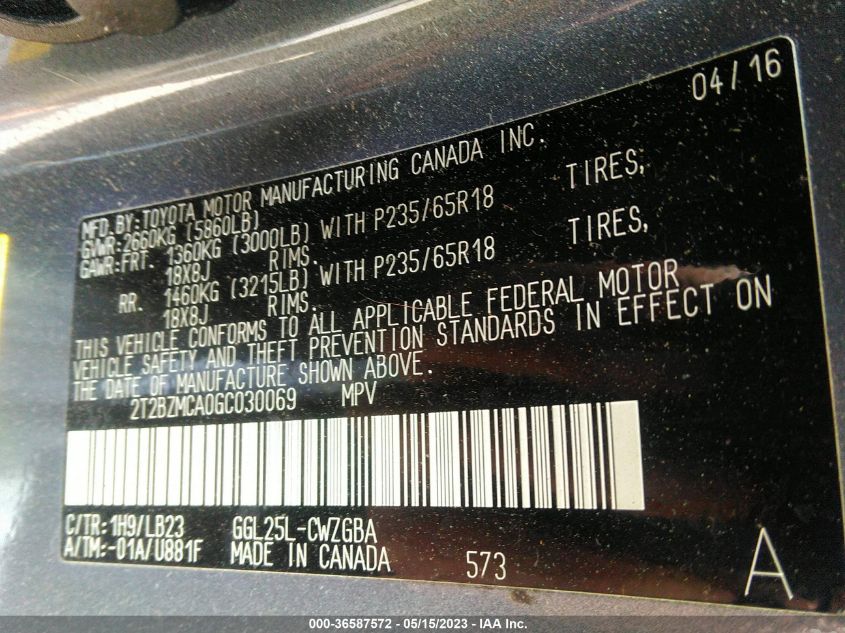 04/16
MFD.BY:TOYOTA MOTOR MANUFACTURING CANADA INC.
GVWR:2660KG (5860LB)
GAWR:FRT. 1360KG (3000LB) WITH P235/65R18 TIRES,
18X8J RIMS.
RR. 1460KG (3215LB) WITH P235/65R18 TIRES,
18X8J RIMS.
THIS VEHICLE CONFORMS TO ALL APPLICABLE FEDERAL MOTOR
VEHICLE SAFETY AND THEFT PREVENTION STANDARDS IN EFFECT ON
THE DATE OF MANUFACTURE SHOWN ABOVE.
2T2BZMCA0GC030069 MPV
C/TR:1H9/LB23 GGL25L-CWZGBA
A/TM:-01A/U881F MADE IN CANADA 573 A
000-36587572 - 05/15/2023 - IAA Inc.